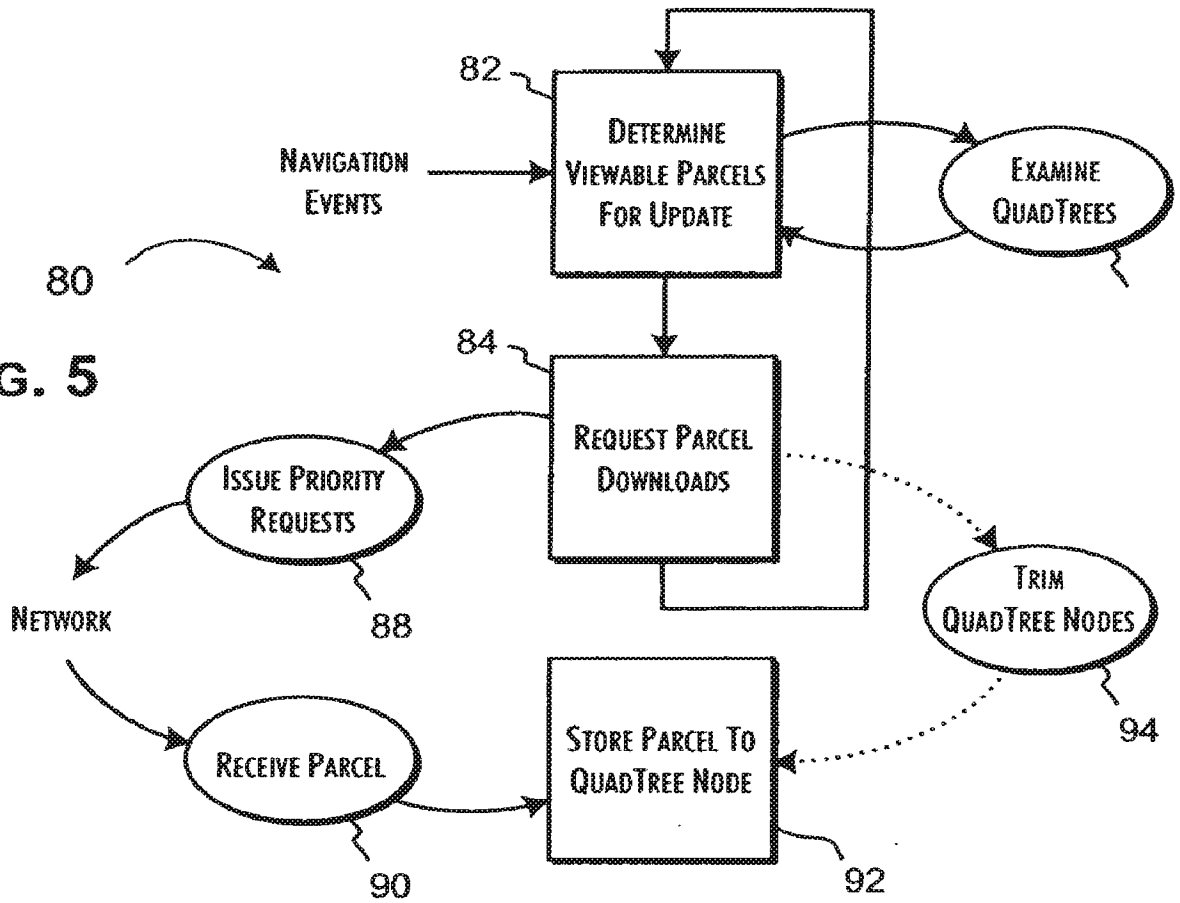 82
DETERMINE
VIEWABLE PARCELS
FOR UPDATE
NAVIGATION
EVENTS
EXAMINE
QUADTREES
80
G. 5
84
REQUEST PARCEL
DOWNLOADS
ISSUE PRIORITY
REQUESTS
88
TRIM
QUADTREE NODES
94
NETWORK
RECEIVE PARCEL
90
STORE PARCEL TO
QUADTREE NODE
92